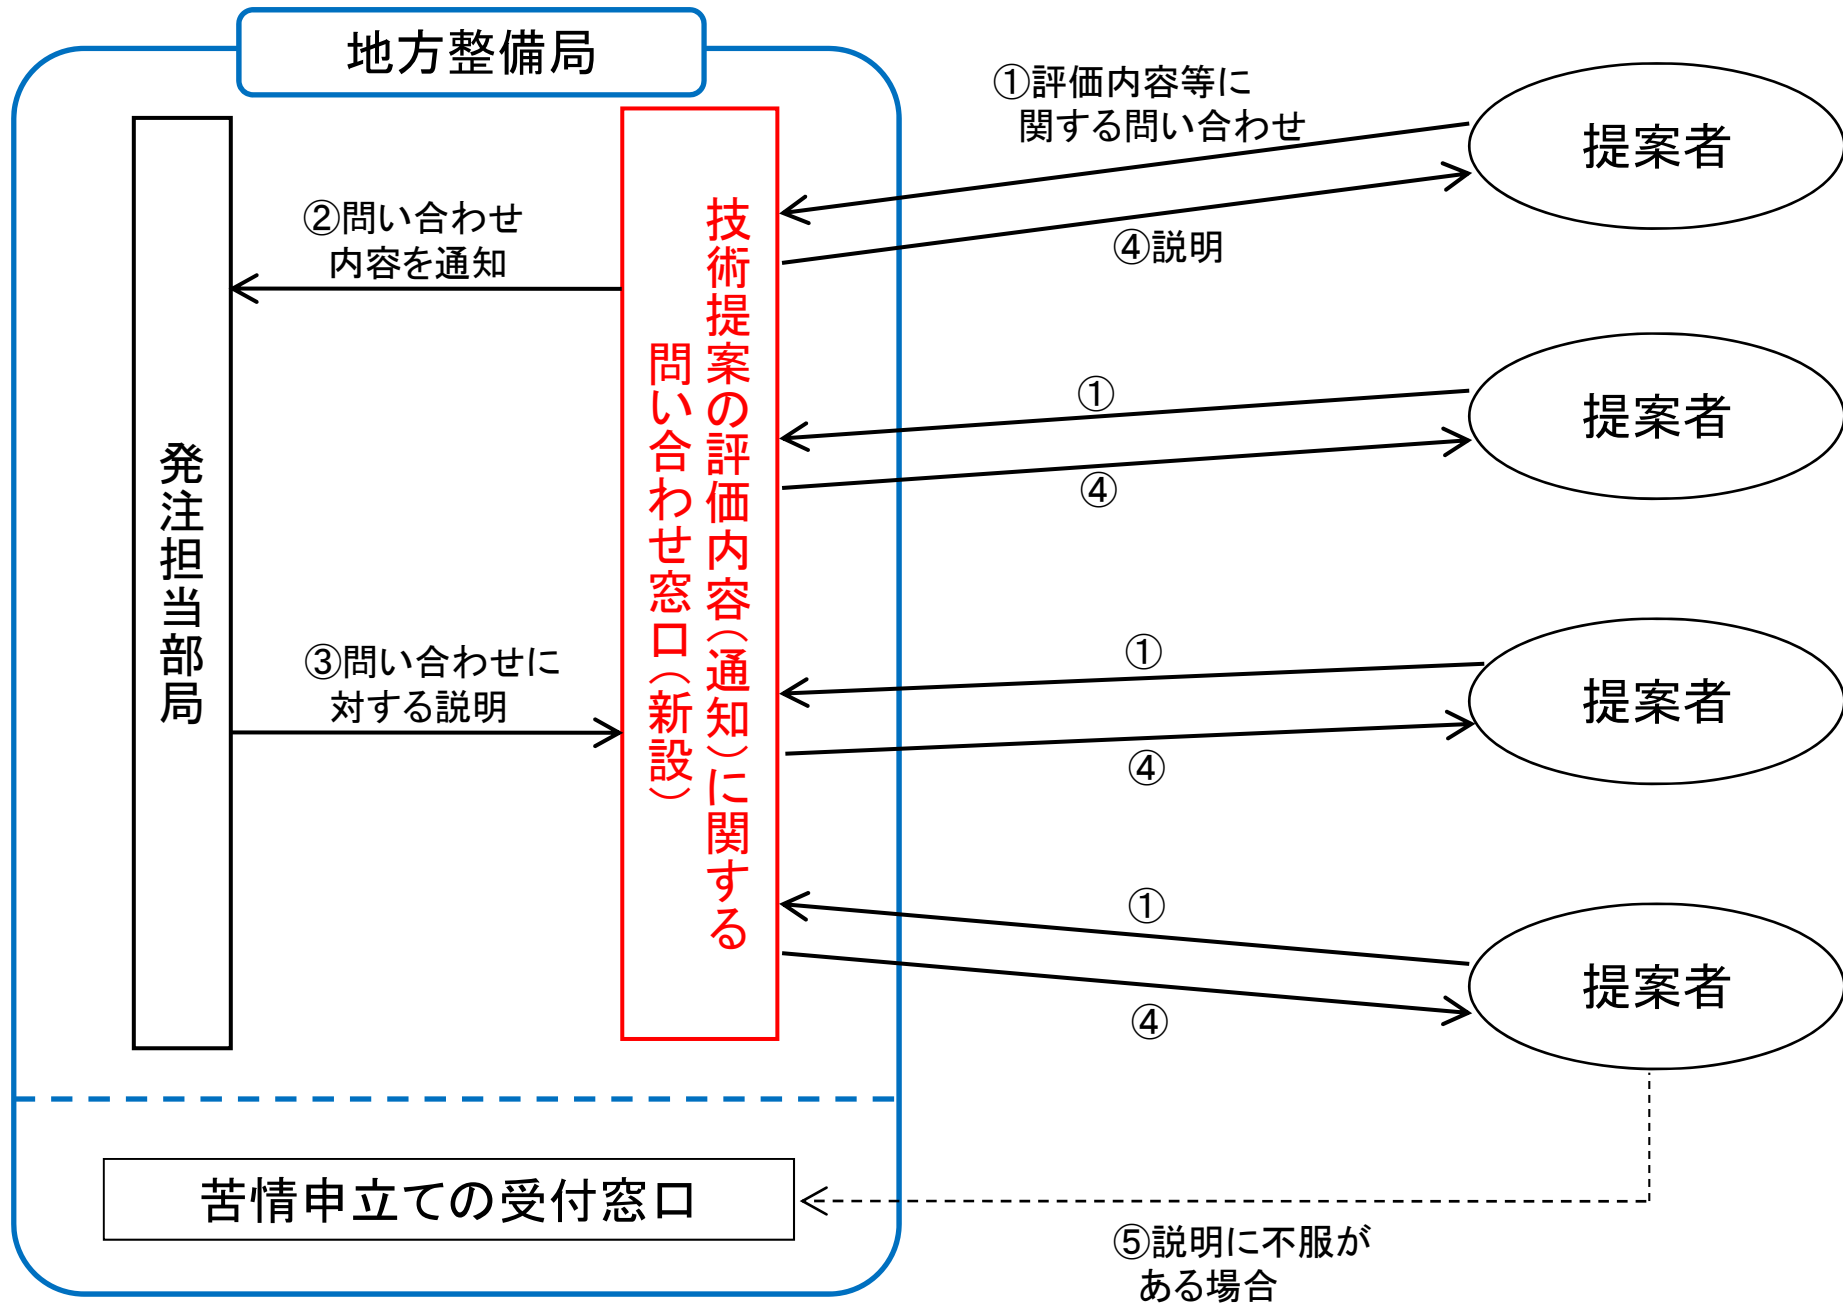 地方整備局
①評価内容等に
関する問い合わせ
提案者
②問い合わせ
内容を通知
④説明
技術提案の評価内容（通知）に関する
問い合わせ窓口（新設）
発注担当部局
①
④
提案者
③問い合わせに
対する説明
①
④
提案者
①
④
提案者
苦情申立ての受付窓口
⑤説明に不服が
ある場合